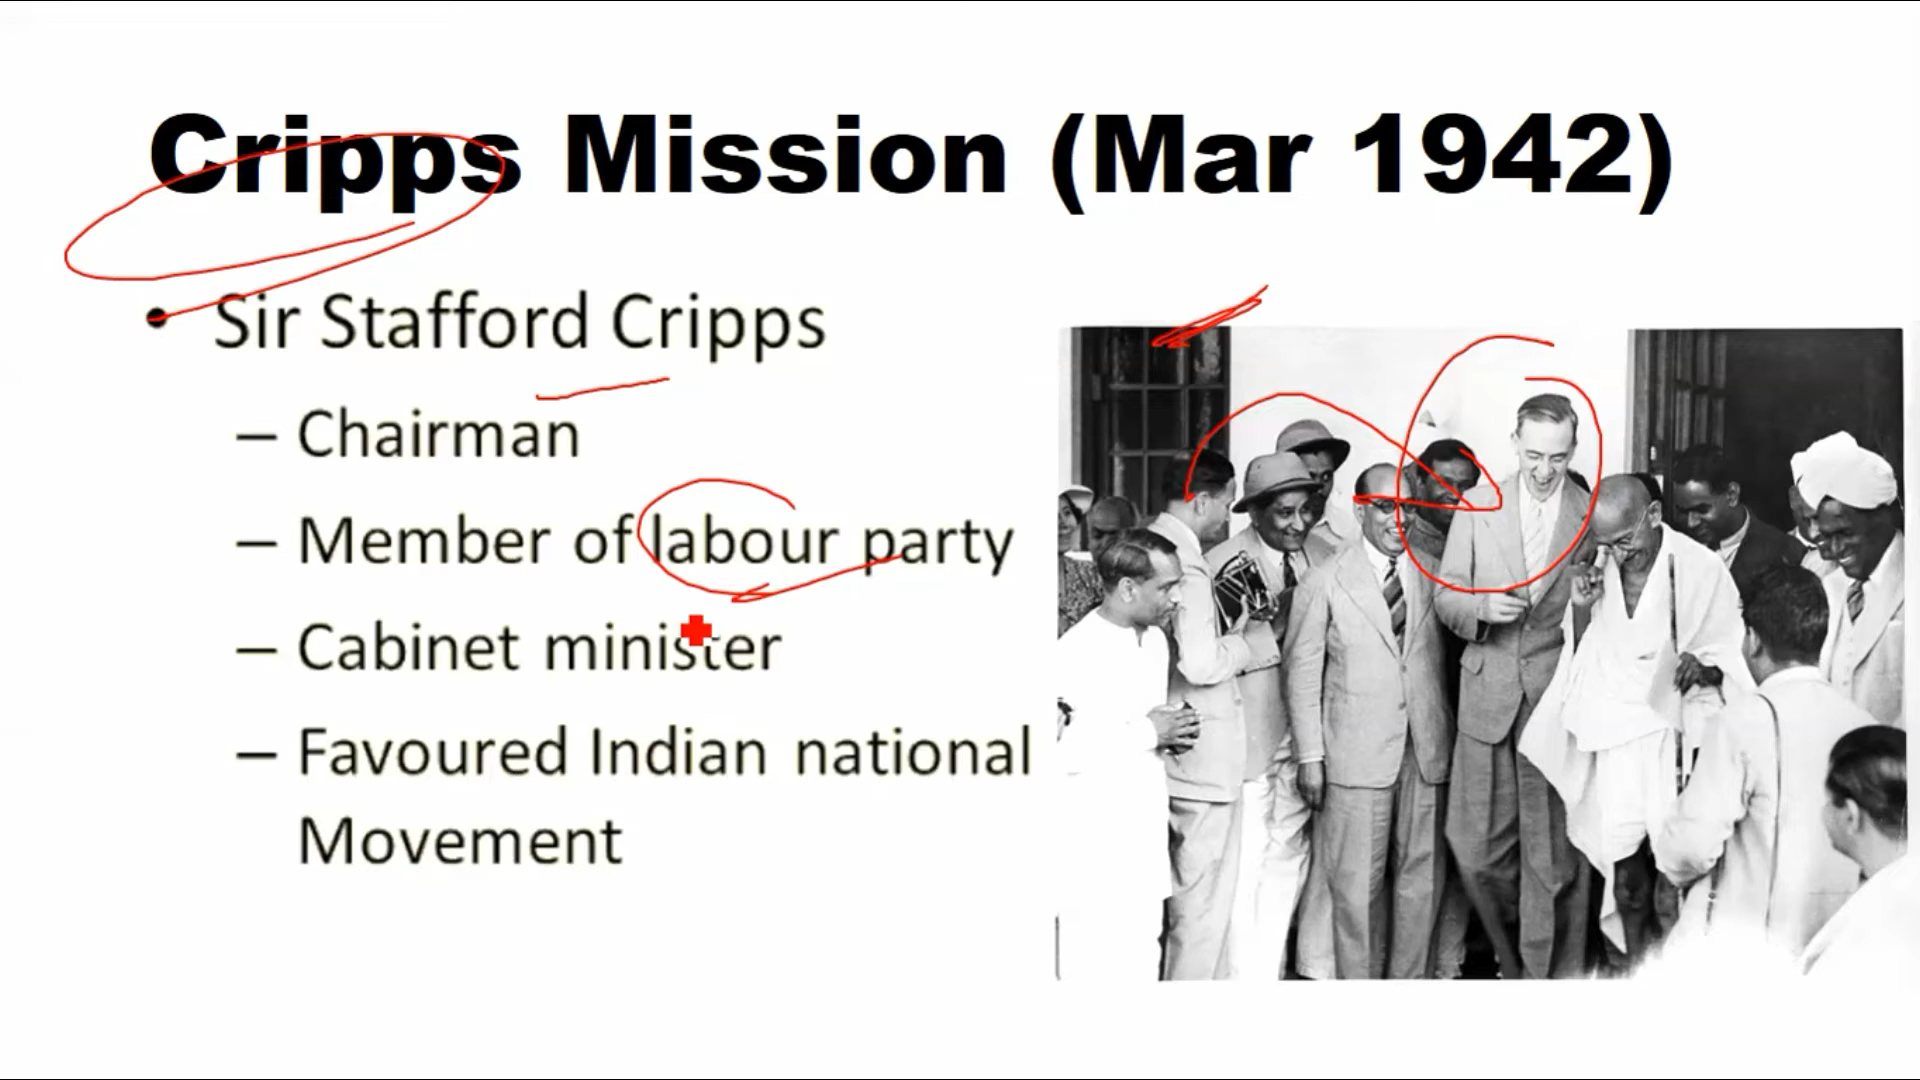 Cripps Mission (Mar 1942)
• Sir Stafford Cripps
– Chairman
– Member of labour party
– Cabinet minister
– Favoured Indian national
Movement